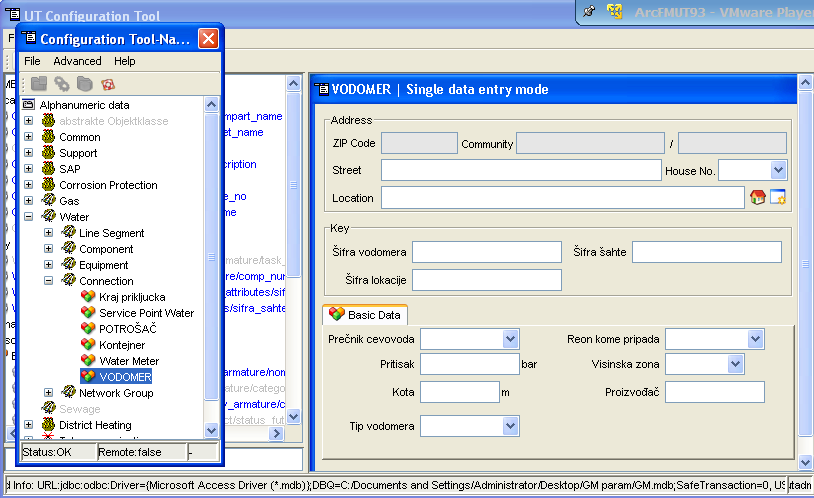 UT Configuration Tool
ArcFMUT93 - VMware Player
Configuration Tool-Na...
File Advanced Help
Alphanumeric data
abstrakte Objektklasse
Common
Support
SAP
Corrosion Protection
Gas
Water
Line Segment
Component
Equipment
Connection
Kraj prikljucka
Service Point Water
POTROŠAČ
Kontejner
Water Meter
VODOMER
Network Group
Sewage
District Heating
Status:OK Remote:false -
mpart_name
et_name
cription
e_no
me
mature/task_
re/comp_nur
attributes/sif
s/sifra_sahte
armature/nom
ature/catego
y_armature/c
ct/status_fut
VODOMER | Single data entry mode
Address
ZIP Code Community /
Street House No.
Location
Key
Šifra vodomera Šifra šahte
Šifra lokacije
Basic Data
Prečnik cevovoda Reon kome pripada
Pritisak bar Visinska zona
Kota m Proizvođač
Tip vodomera
Info: URL:jdbc:odbc:Driver={Microsoft Access Driver (*.mdb)};DBQ=C:/Documents and Settings/Administrator/Desktop/GM param/GM.mdb;SafeTransaction=0, US utadn